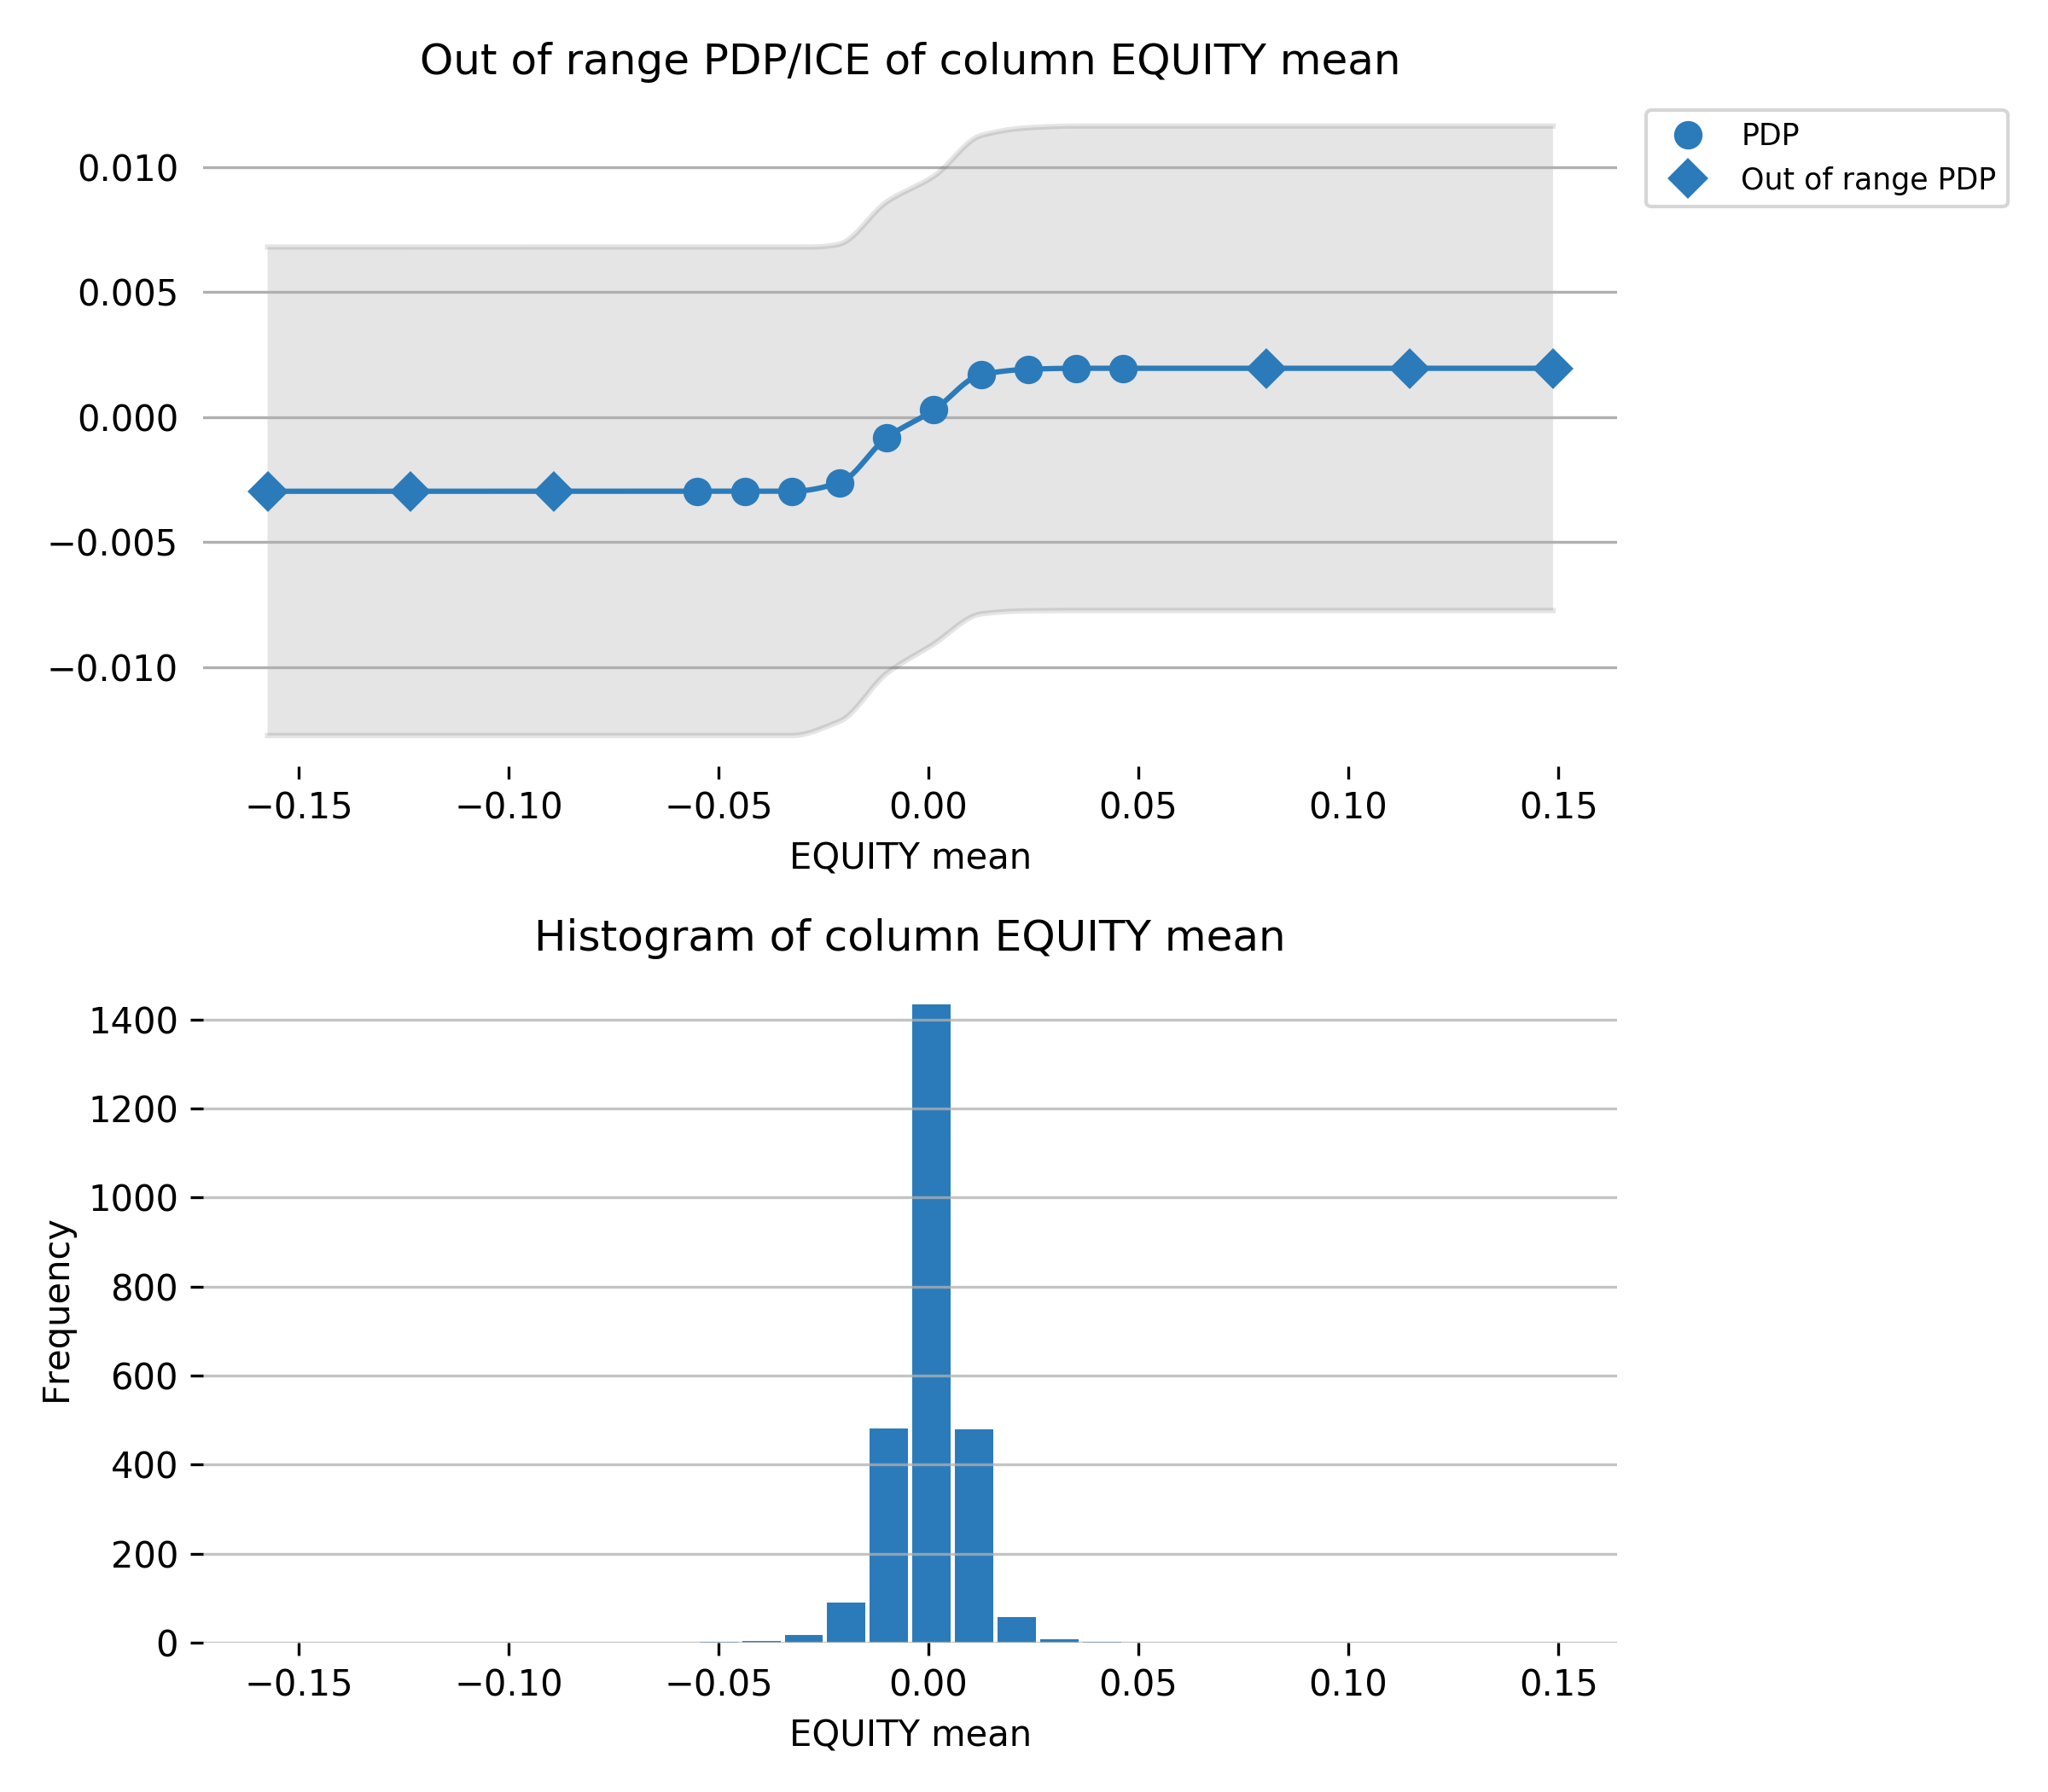 Out of range PDP/ICE of column EQUITY mean
PDP
Out of range PDP
0.010
0.005
0.000
−0.005
−0.010
−0.15 −0.10 −0.05 0.00 0.05 0.10 0.15
EQUITY mean
Histogram of column EQUITY mean
Frequency
1400
1200
1000
800
600
400
200
0
−0.15 −0.10 −0.05 0.00 0.05 0.10 0.15
EQUITY mean